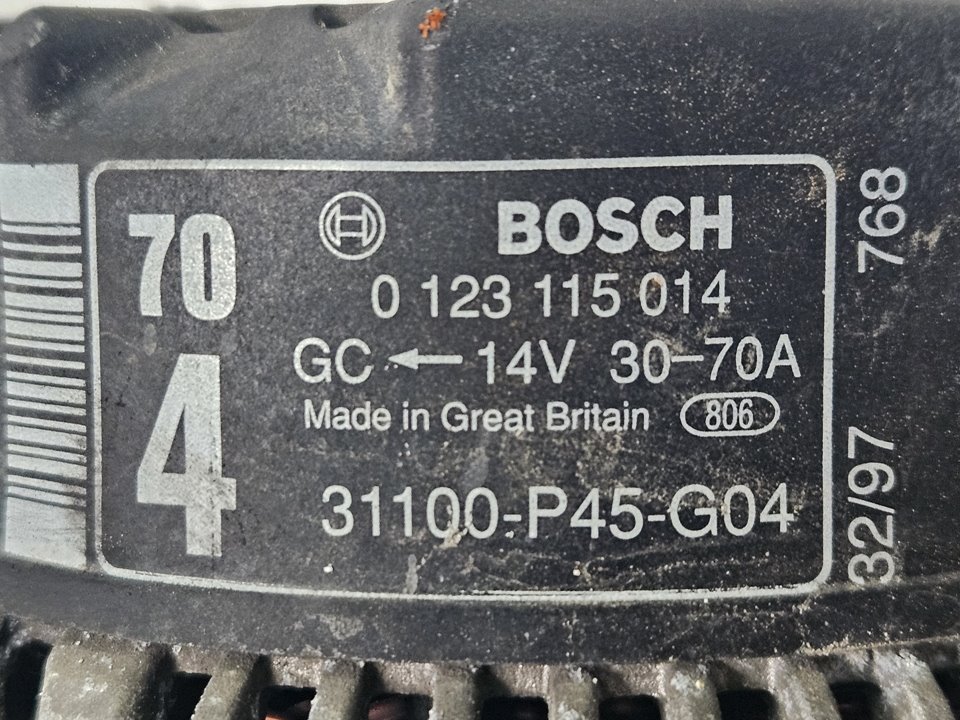 70
4
BOSCH
0 123 115 014
GC ← 14V 30-70A
Made in Great Britain 806
31100-P45-G04
768
32/97